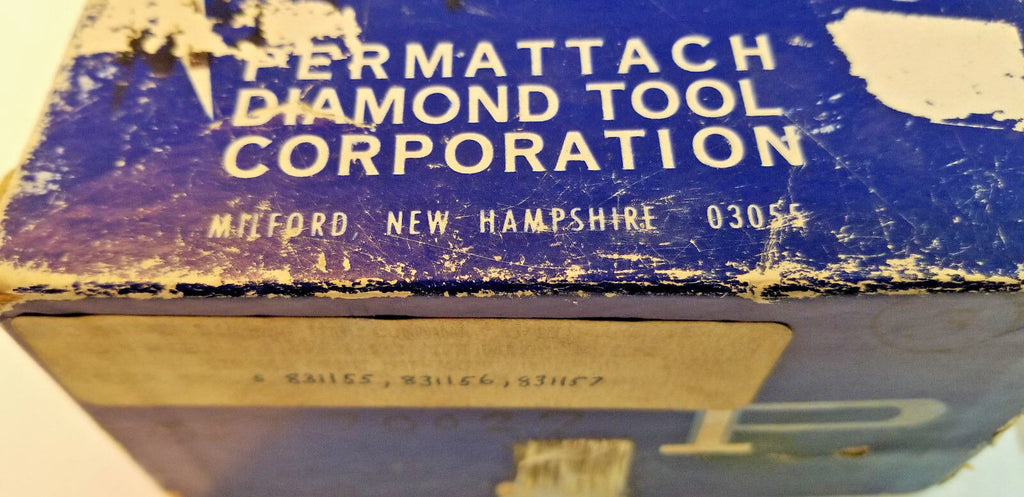 PERMATTACH
DIAMOND TOOL
CORPORATION
MILFORD, NEW HAMPSHIRE 03055
831155, 831156, 831157
P